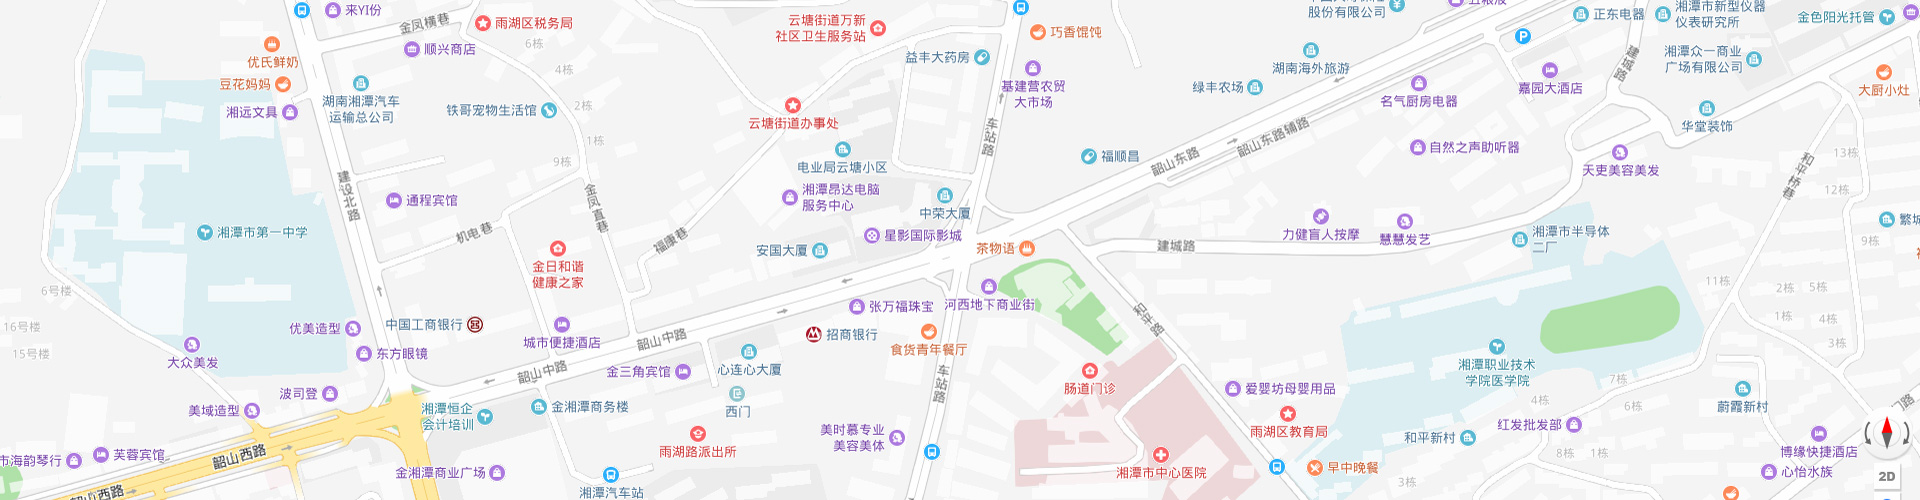 来YI份
金凤横巷
雨湖区税务局
6栋
云塘街道万新
社区卫生服务站
巧香馄饨
股份有限公司
正东电器
湘潭市新型仪器
仪表研究所
金色阳光托管
顺兴商店
优氏鲜奶
豆花妈妈
4栋
益丰大药房
基建营农贸
大市场
湖南海外旅游
绿丰农场
建城路
湘潭众一商业
广场有限公司
嘉园大酒店
名气厨房电器
大厨小灶
湘远文具
湖南湘潭汽车
运输总公司
铁哥宠物生活馆
2栋
1栋
云塘街道办事处
车站路
华堂装饰
9栋
电业局云塘小区
福顺昌
韶山东路
韶山东路辅路
自然之声助听器
天吏美容美发
和平桥巷
13栋
12栋
建设北路
通程宾馆
金凤直巷
湘潭昂达电脑
服务中心
中荣大厦
力健盲人按摩
慧慧发艺
湘潭市半导体
二厂
9栋
湘潭市第一中学
机电巷
福康巷
星影国际影城
安国大厦
茶物语
建城路
金日和谐
健康之家
6号楼
11栋
2栋
5栋
1栋
4栋
3栋
16号楼
15号楼
优美造型
中国工商银行
城市便捷酒店
韶山中路
张万福珠宝
河西地下商业街
招商银行
食货青年餐厅
和平路
大众美发
东方眼镜
韶山中路
金三角宾馆
心连心大厦
车站路
肠道门诊
湘潭职业技术
学院医学院
7栋
波司登
美域造型
湘潭恒企
会计培训
金湘潭商务楼
西门
爱婴坊母婴用品
4栋
6栋
蔚霞新村
雨湖区教育局
红发批发部
和平新村
美时慕专业
美容美体
雨湖路派出所
韶山西路
芙蓉宾馆
市海韵琴行
金湘潭商业广场
湘潭汽车站
湘潭市中心医院
早中晚餐
3栋
8栋
1栋
博缘快捷酒店
心怡水族
韶山西路
2D